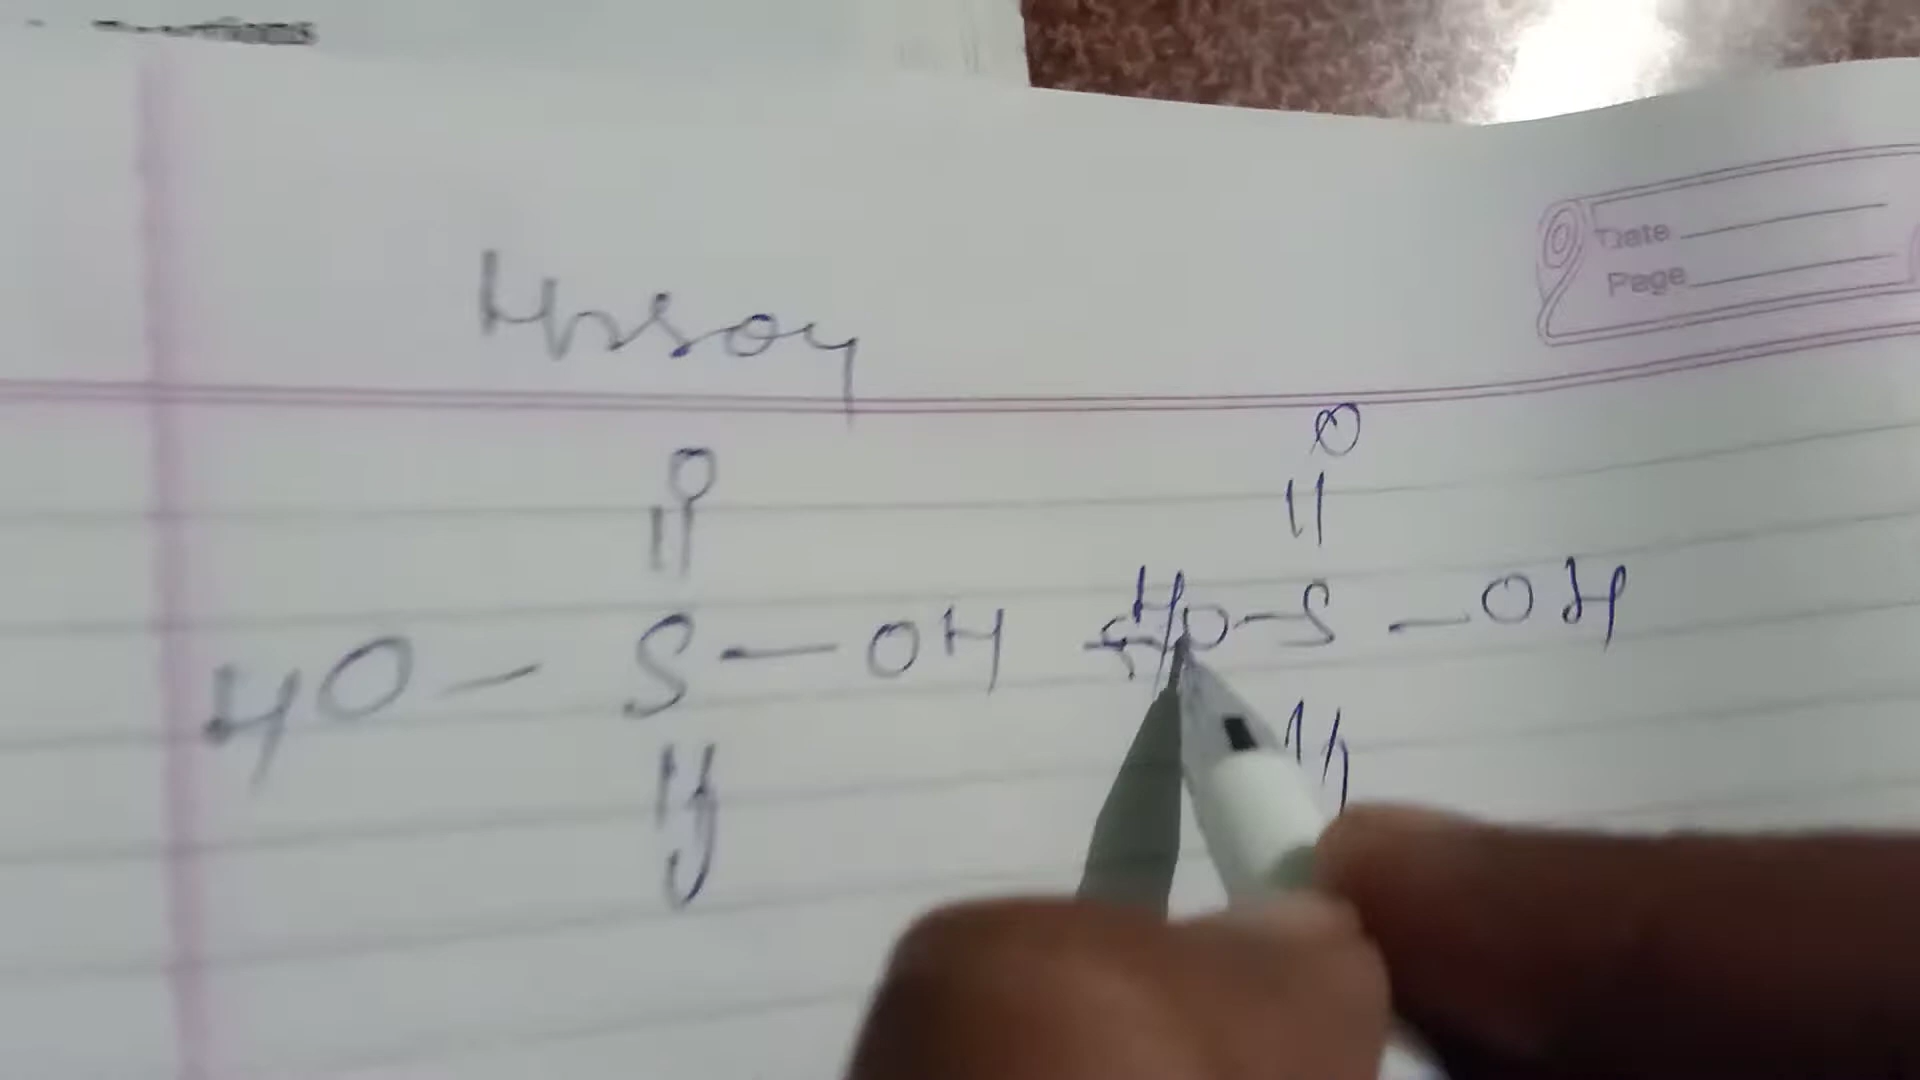 Date
Page
H2SO4
O
O
||
||
HO - S - OH
HO - S - OH
||
||
O